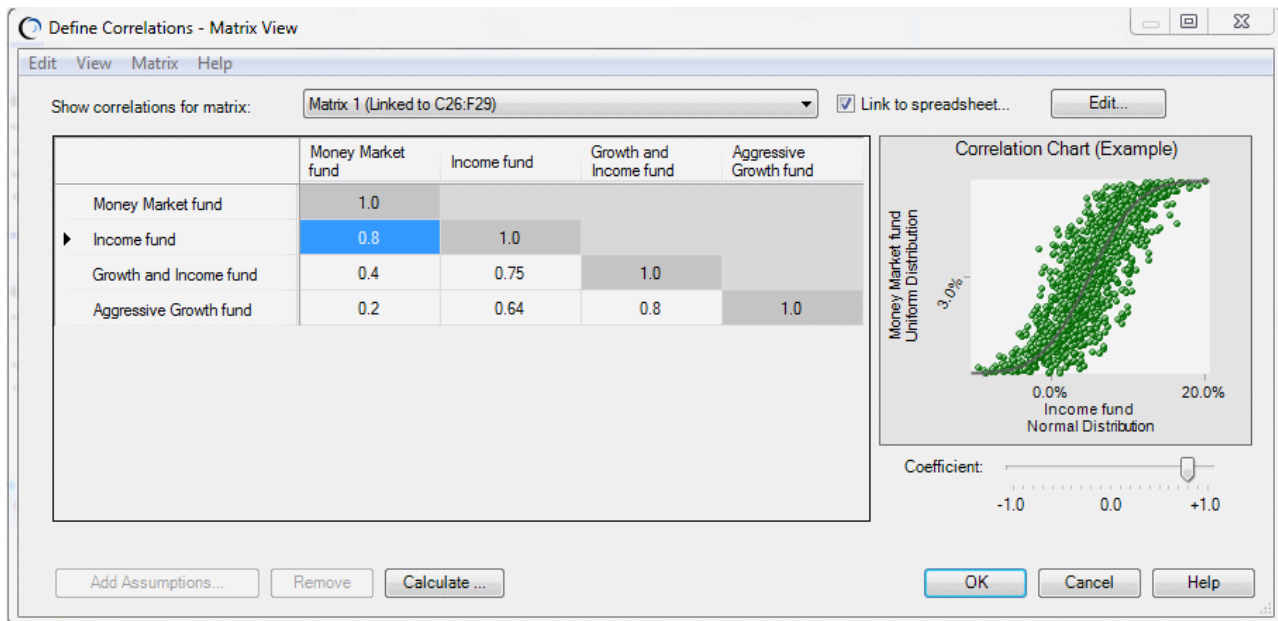 Define Correlations - Matrix View
Edit View Matrix Help
Show correlations for matrix: Matrix 1 (Linked to C26:F29) Link to spreadsheet... Edit...
Money Market fund Income fund Growth and Income fund Aggressive Growth fund
Money Market fund 1.0
Income fund 0.8 1.0
Growth and Income fund 0.4 0.75 1.0
Aggressive Growth fund 0.2 0.64 0.8 1.0
Correlation Chart (Example)
Money Market fund
Uniform Distribution
3.0%
0.0% 20.0%
Income fund
Normal Distribution
Coefficient:
-1.0 0.0 +1.0
Add Assumptions... Remove Calculate ... OK Cancel Help